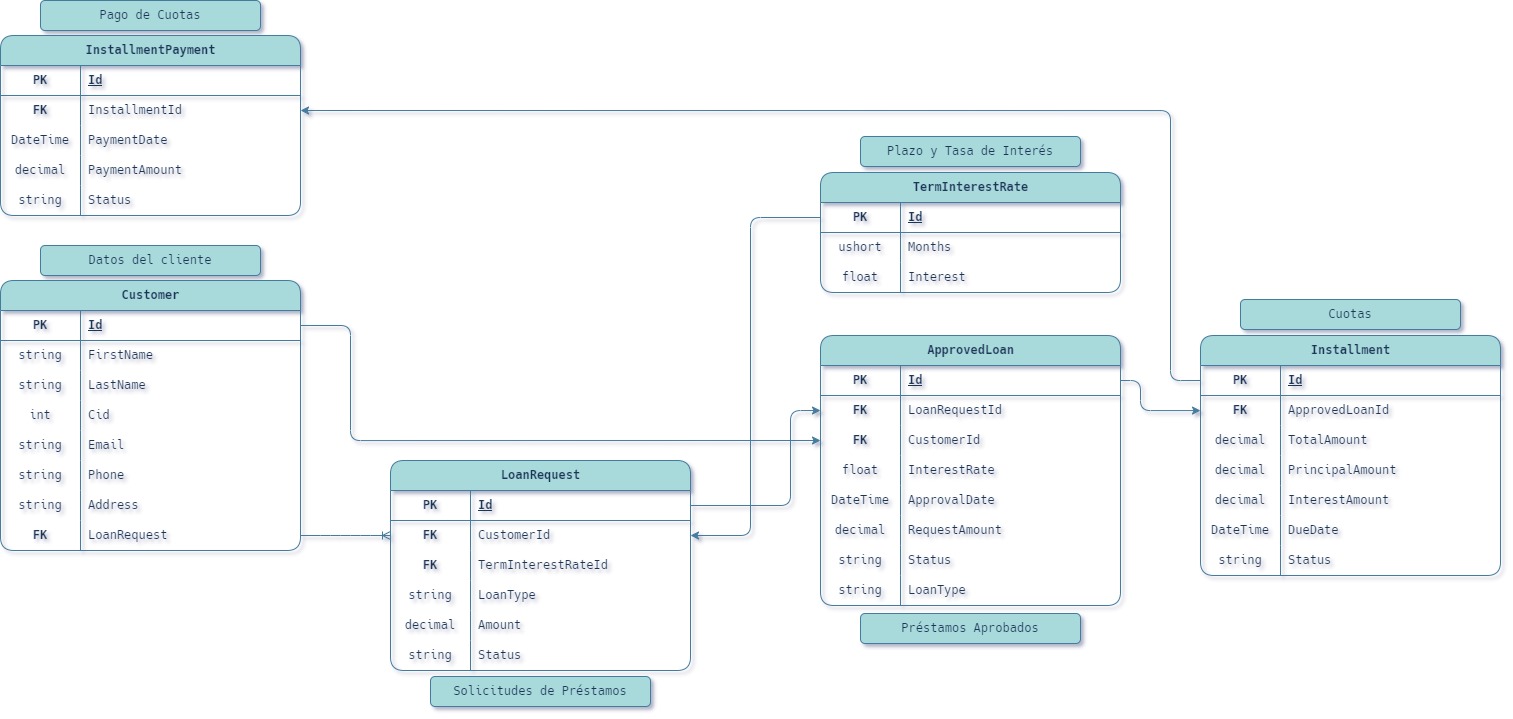 Pago de Cuotas
InstallmentPayment
PK Id
FK InstallmentId
DateTime PaymentDate
decimal PaymentAmount
string Status
Datos del cliente
Customer
PK Id
string FirstName
string LastName
int Cid
string Email
string Phone
string Address
FK LoanRequest
LoanRequest
PK Id
FK CustomerId
FK TermInterestRateId
string LoanType
decimal Amount
string Status
Solicitudes de Préstamos
Plazo y Tasa de Interés
TermInterestRate
PK Id
ushort Months
float Interest
ApprovedLoan
PK Id
FK LoanRequestId
FK CustomerId
float InterestRate
DateTime ApprovalDate
decimal RequestAmount
string Status
string LoanType
Préstamos Aprobados
Cuotas
Installment
PK Id
FK ApprovedLoanId
decimal TotalAmount
decimal PrincipalAmount
decimal InterestAmount
DateTime DueDate
string Status